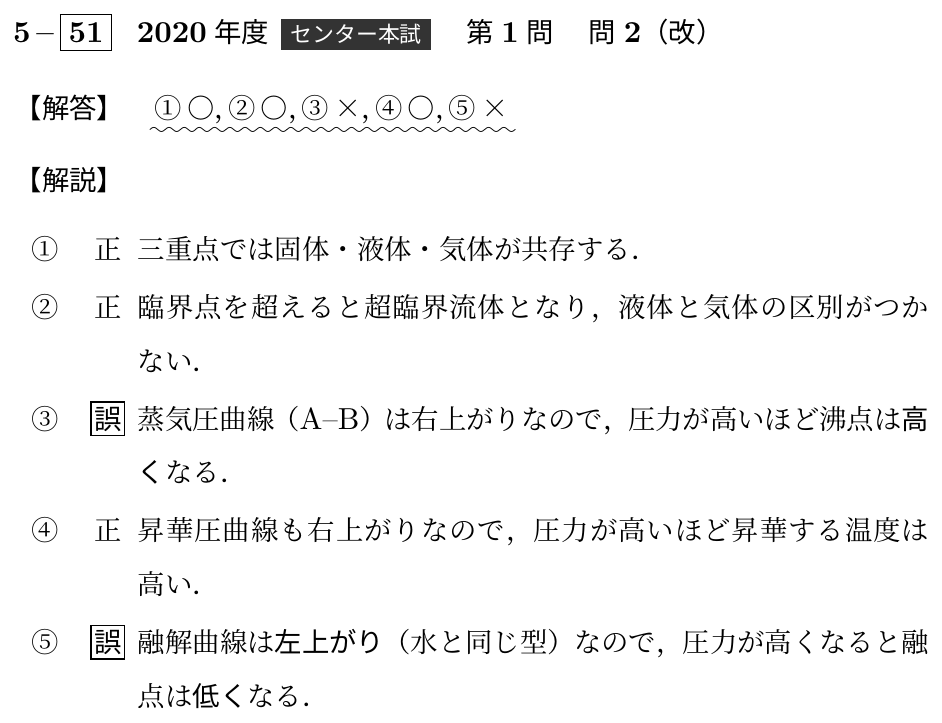 5－51 2020 年度 センター本試 第 1 問 問 2（改）
【解答】 ①○,②○,③×,④○,⑤×
【解説】
① 正 三重点では固体・液体・気体が共存する．
② 正 臨界点を超えると超臨界流体となり，液体と気体の区別がつか
ない．
③ 誤 蒸気圧曲線（A–B）は右上がりなので，圧力が高いほど沸点は高
くなる．
④ 正 昇華圧曲線も右上がりなので，圧力が高いほど昇華する温度は
高い．
⑤ 誤 融解曲線は左上がり（水と同じ型）なので，圧力が高くなると融
点は低くなる．